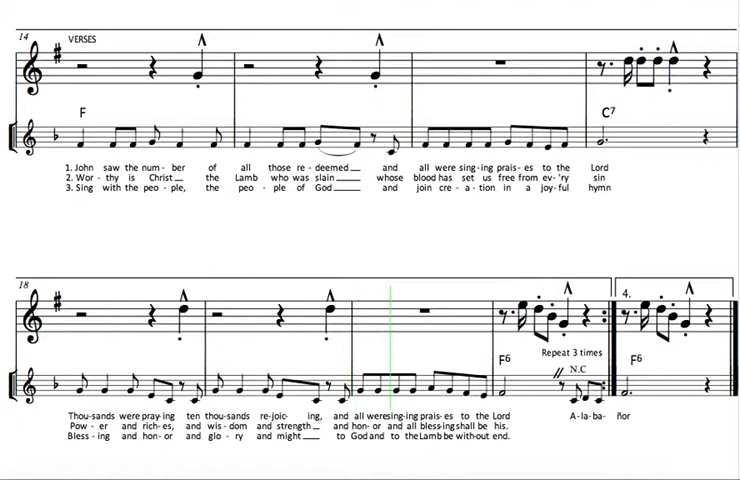 14 VERSES
F C7
1. John saw the num - ber of all those re - deemed and all were sing - ing prais - es to the Lord
2. Wor - thy is Christ the Lamb who was slain whose blood has set us free from ev - 'ry sin
3. Sing with the peo - ple, the peo - ple of God and join cre - a - tion in a joy - ful hymn
18 4.
Repeat 3 times
F6 N.C F6
Thou - sands were pray - ing ten thou - sands re - joic - ing, and all were sing - ing prais - es to the Lord A - la - ba - ñor
Pow - er and rich - es, and wis - dom and strength and hon - or and all bless - ing shall be his.
Bless - ing and hon - or and glo - ry and might to God and to the Lamb be with - out end.